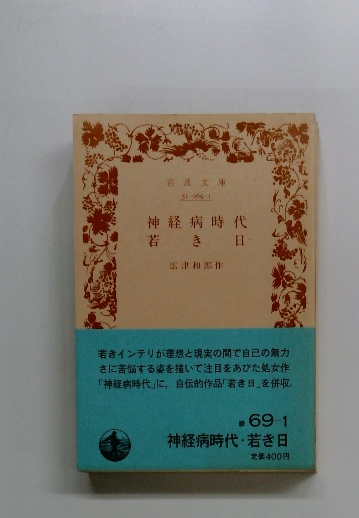 岩波文庫
31-069-1
神経病時代
若き日
広津和郎作
若きインテリが理想と現実の間で自己の無力
さに苦悩する姿を描いて注目をあびた処女作
「神経病時代」に，自伝的作品「若き日」を併収．
緑69-1
神経病時代・若き日
定価400円